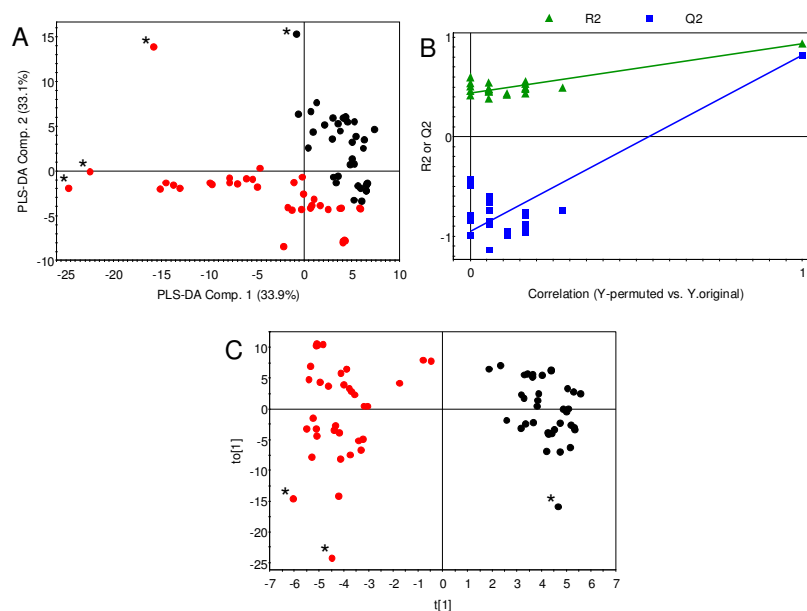 R2 Q2
A
*
*
*
*
15
10
5
0
-5
-10
-25 -20 -15 -10 -5 0 5 10
PLS-DA Comp. 1 (33.9%)
PLS-DA Comp. 2 (33.1%)
B
1
0
-1
0 1
Correlation (Y-permuted vs. Y.original)
R2 or Q2
C
*
*
*
10
5
0
-5
-10
-15
-20
-25
-7 -6 -5 -4 -3 -2 -1 0 1 2 3 4 5 6 7
t[1]
to[1]